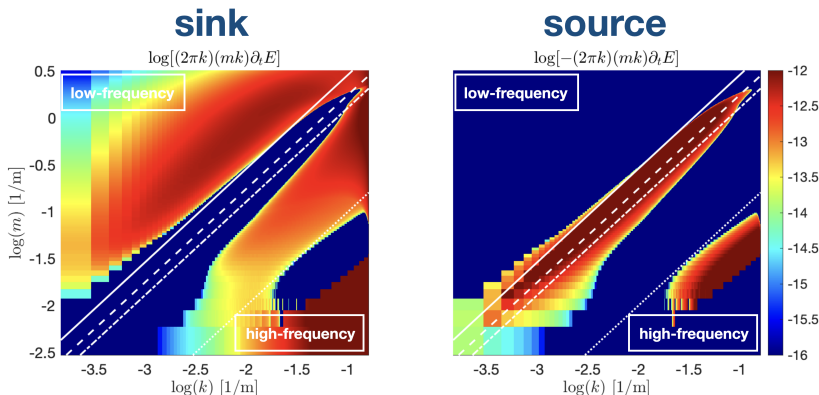 sink
source
log[(2πk)(mk)∂ₜE]
log[−(2πk)(mk)∂ₜE]
low-frequency
high-frequency
0.5
0
-0.5
-1
-1.5
-2
-2.5
log(m) [1/m]
-3.5 -3 -2.5 -2 -1.5 -1
log(k) [1/m]
low-frequency
high-frequency
-3.5 -3 -2.5 -2 -1.5 -1
log(k) [1/m]
-12
-12.5
-13
-13.5
-14
-14.5
-15
-15.5
-16